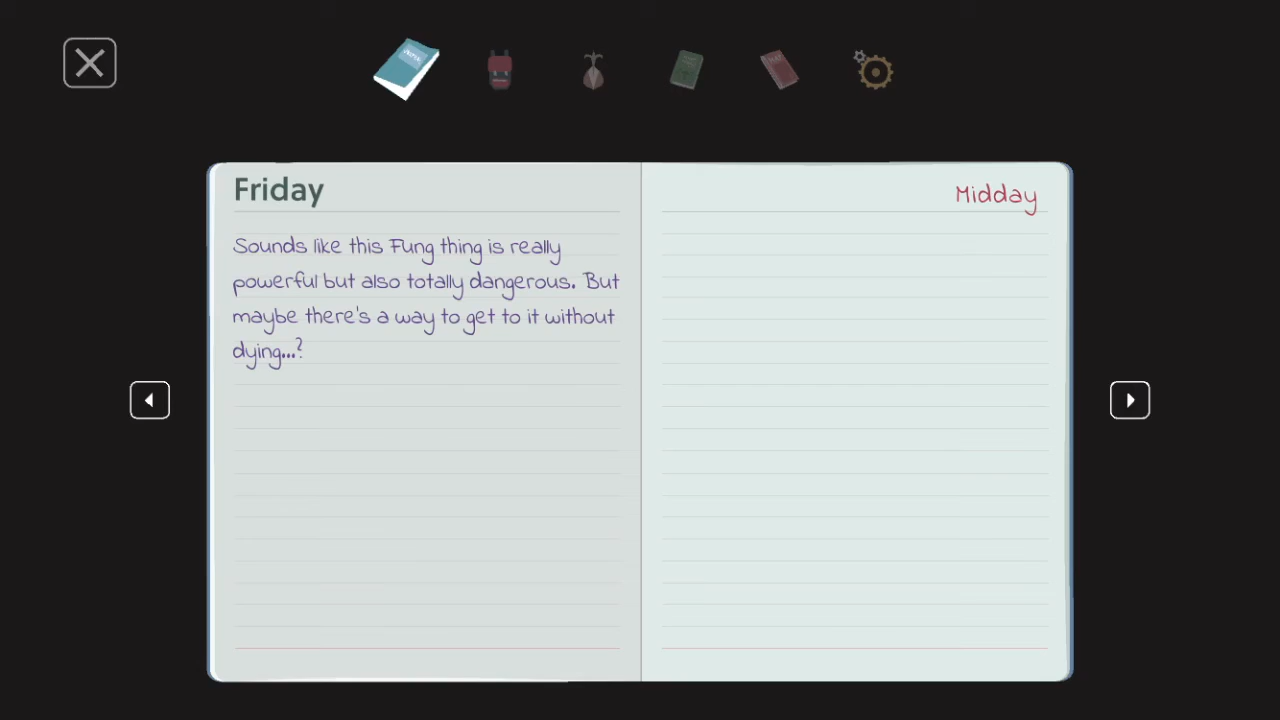 Friday
Midday
Sounds like this Fung thing is really
powerful but also totally dangerous. But
maybe there's a way to get to it without
dying...?